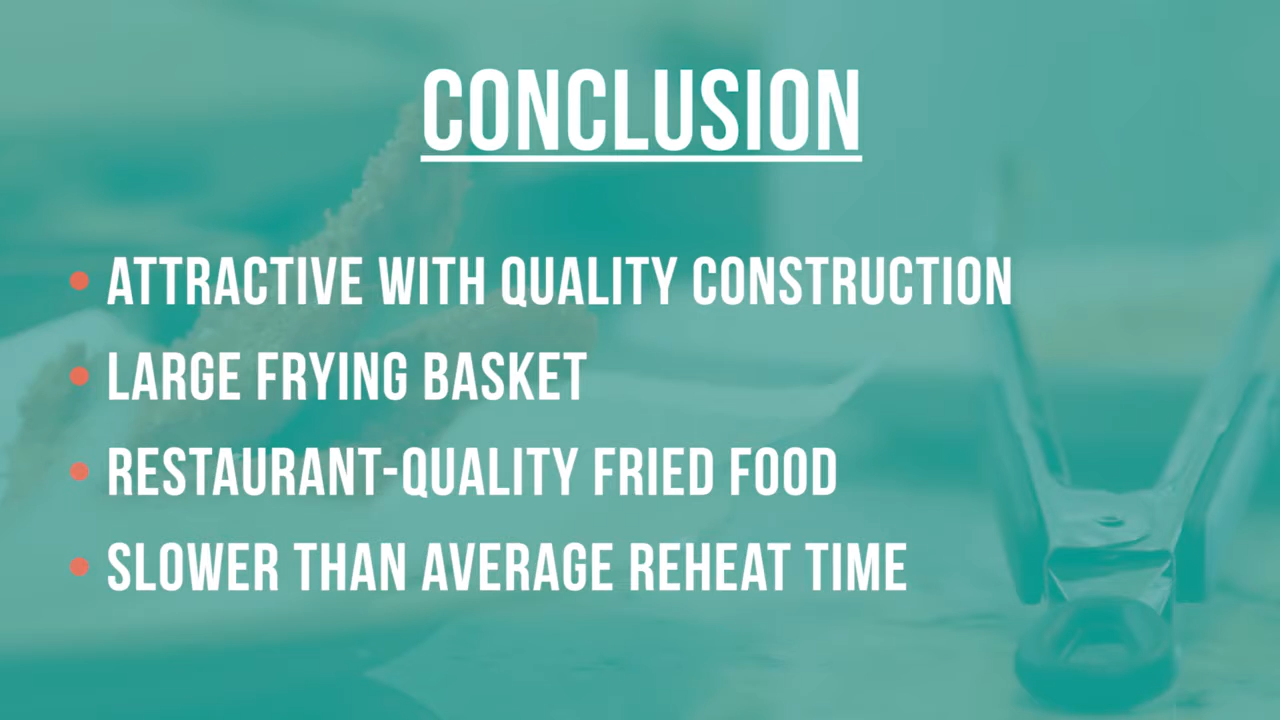 CONCLUSION
• ATTRACTIVE WITH QUALITY CONSTRUCTION
• LARGE FRYING BASKET
• RESTAURANT-QUALITY FRIED FOOD
• SLOWER THAN AVERAGE REHEAT TIME